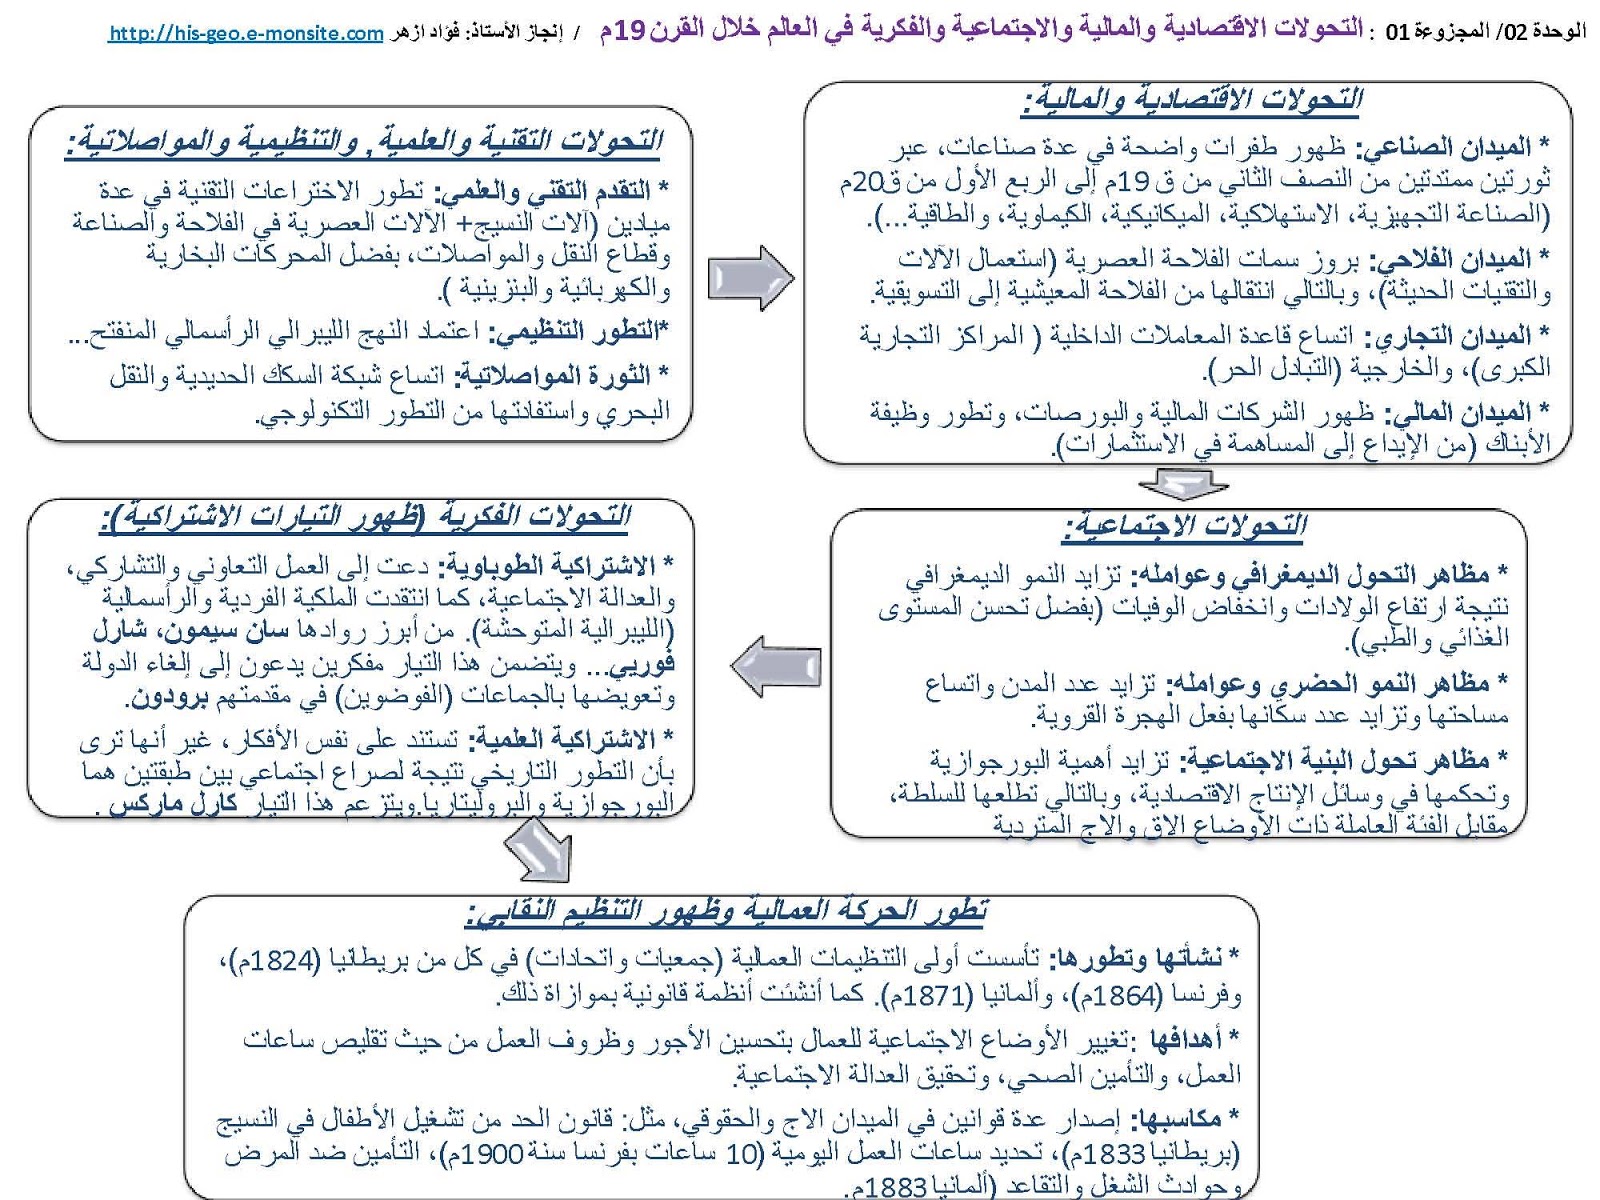 الوحدة 02/ المجزوءة 01 : التحولات الاقتصادية والمالية والاجتماعية والفكرية في العالم خلال القرن 19م / إنجاز الأستاذ: فؤاد ازهر http://his-geo.e-monsite.com
التحولات التقنية والعلمية, والتنظيمية والمواصلاتية:
* التقدم التقني والعلمي: تطور الاختراعات التقنية في عدة
ميادين (آلات النسيج+ الآلات العصرية في الفلاحة والصناعة
وقطاع النقل والمواصلات، بفضل المحركات البخارية
والكهربائية والبنزينية ).
*التطور التنظيمي: اعتماد النهج الليبرالي الرأسمالي المنفتح...
* الثورة المواصلاتية: اتساع شبكة السكك الحديدية والنقل
البحري واستفادتها من التطور التكنولوجي.
التحولات الاقتصادية والمالية:
* الميدان الصناعي: ظهور طفرات واضحة في عدة صناعات، عبر
ثورتين ممتدتين من النصف الثاني من ق 19م إلى الربع الأول من ق20م
(الصناعة التجهيزية، الاستهلاكية، الميكانيكية، الكيماوية، والطاقية...).
* الميدان الفلاحي: بروز سمات الفلاحة العصرية (استعمال الآلات
والتقنيات الحديثة)، وبالتالي انتقالها من الفلاحة المعيشية إلى التسويقية.
* الميدان التجاري: اتساع قاعدة المعاملات الداخلية ( المراكز التجارية
الكبرى)، والخارجية (التبادل الحر).
* الميدان المالي: ظهور الشركات المالية والبورصات، وتطور وظيفة
الأبناك (من الإيداع إلى المساهمة في الاستثمارات).
التحولات الاجتماعية:
* مظاهر التحول الديمغرافي وعوامله: تزايد النمو الديمغرافي
نتيجة ارتفاع الولادات وانخفاض الوفيات (بفضل تحسن المستوى
الغذائي والطبي).
* مظاهر النمو الحضري وعوامله: تزايد عدد المدن واتساع
مساحتها وتزايد عدد سكانها بفعل الهجرة القروية.
* مظاهر تحول البنية الاجتماعية: تزايد أهمية البورجوازية
وتحكمها في وسائل الإنتاج الاقتصادية، وبالتالي تطلعها للسلطة،
مقابل الفئة العاملة ذات الأوضاع الاق والاج المتردية
التحولات الفكرية (ظهور التيارات الاشتراكية):
* الاشتراكية الطوباوية: دعت إلى العمل التعاوني والتشاركي،
والعدالة الاجتماعية، كما انتقدت الملكية الفردية والرأسمالية
(الليبرالية المتوحشة). من أبرز روادها سان سيمون، شارل
فوريي... ويتضمن هذا التيار مفكرين يدعون إلى إلغاء الدولة
وتعويضها بالجماعات (الفوضوين) في مقدمتهم برودون.
* الاشتراكية العلمية: تستند على نفس الأفكار، غير أنها ترى
بأن التطور التاريخي نتيجة لصراع اجتماعي بين طبقتين هما
البورجوازية والبروليتاريا.ويتزعم هذا التيار كارل ماركس .
تطور الحركة العمالية وظهور التنظيم النقابي:
* نشأتها وتطورها: تأسست أولى التنظيمات العمالية (جمعيات واتحادات) في كل من بريطانيا (1824م)،
وفرنسا (1864م)، وألمانيا (1871م). كما أنشئت أنظمة قانونية بموازاة ذلك.
* أهدافها :تغيير الأوضاع الاجتماعية للعمال بتحسين الأجور وظروف العمل من حيث تقليص ساعات
العمل، والتأمين الصحي، وتحقيق العدالة الاجتماعية.
* مكاسبها: إصدار عدة قوانين في الميدان الاج والحقوقي، مثل: قانون الحد من تشغيل الأطفال في النسيج
(بريطانيا1833م)، تحديد ساعات العمل اليومية (10 ساعات بفرنسا سنة 1900م)، التأمين ضد المرض
وحوادث الشغل والتقاعد (ألمانيا1883م.